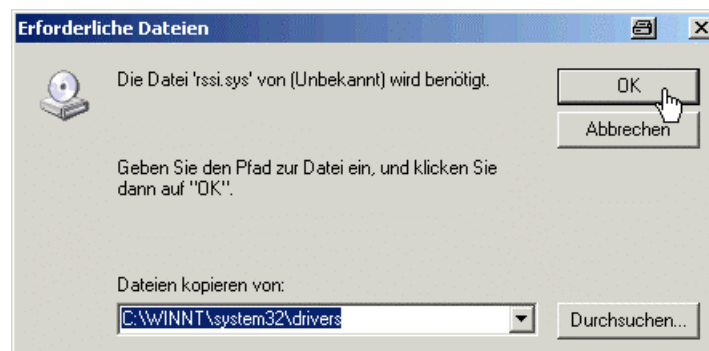 Erforderliche Dateien
Die Datei 'rssi.sys' von (Unbekannt) wird benötigt.
OK
Abbrechen
Geben Sie den Pfad zur Datei ein, und klicken Sie
dann auf "OK".
Dateien kopieren von:
C:\WINNT\system32\drivers
Durchsuchen...